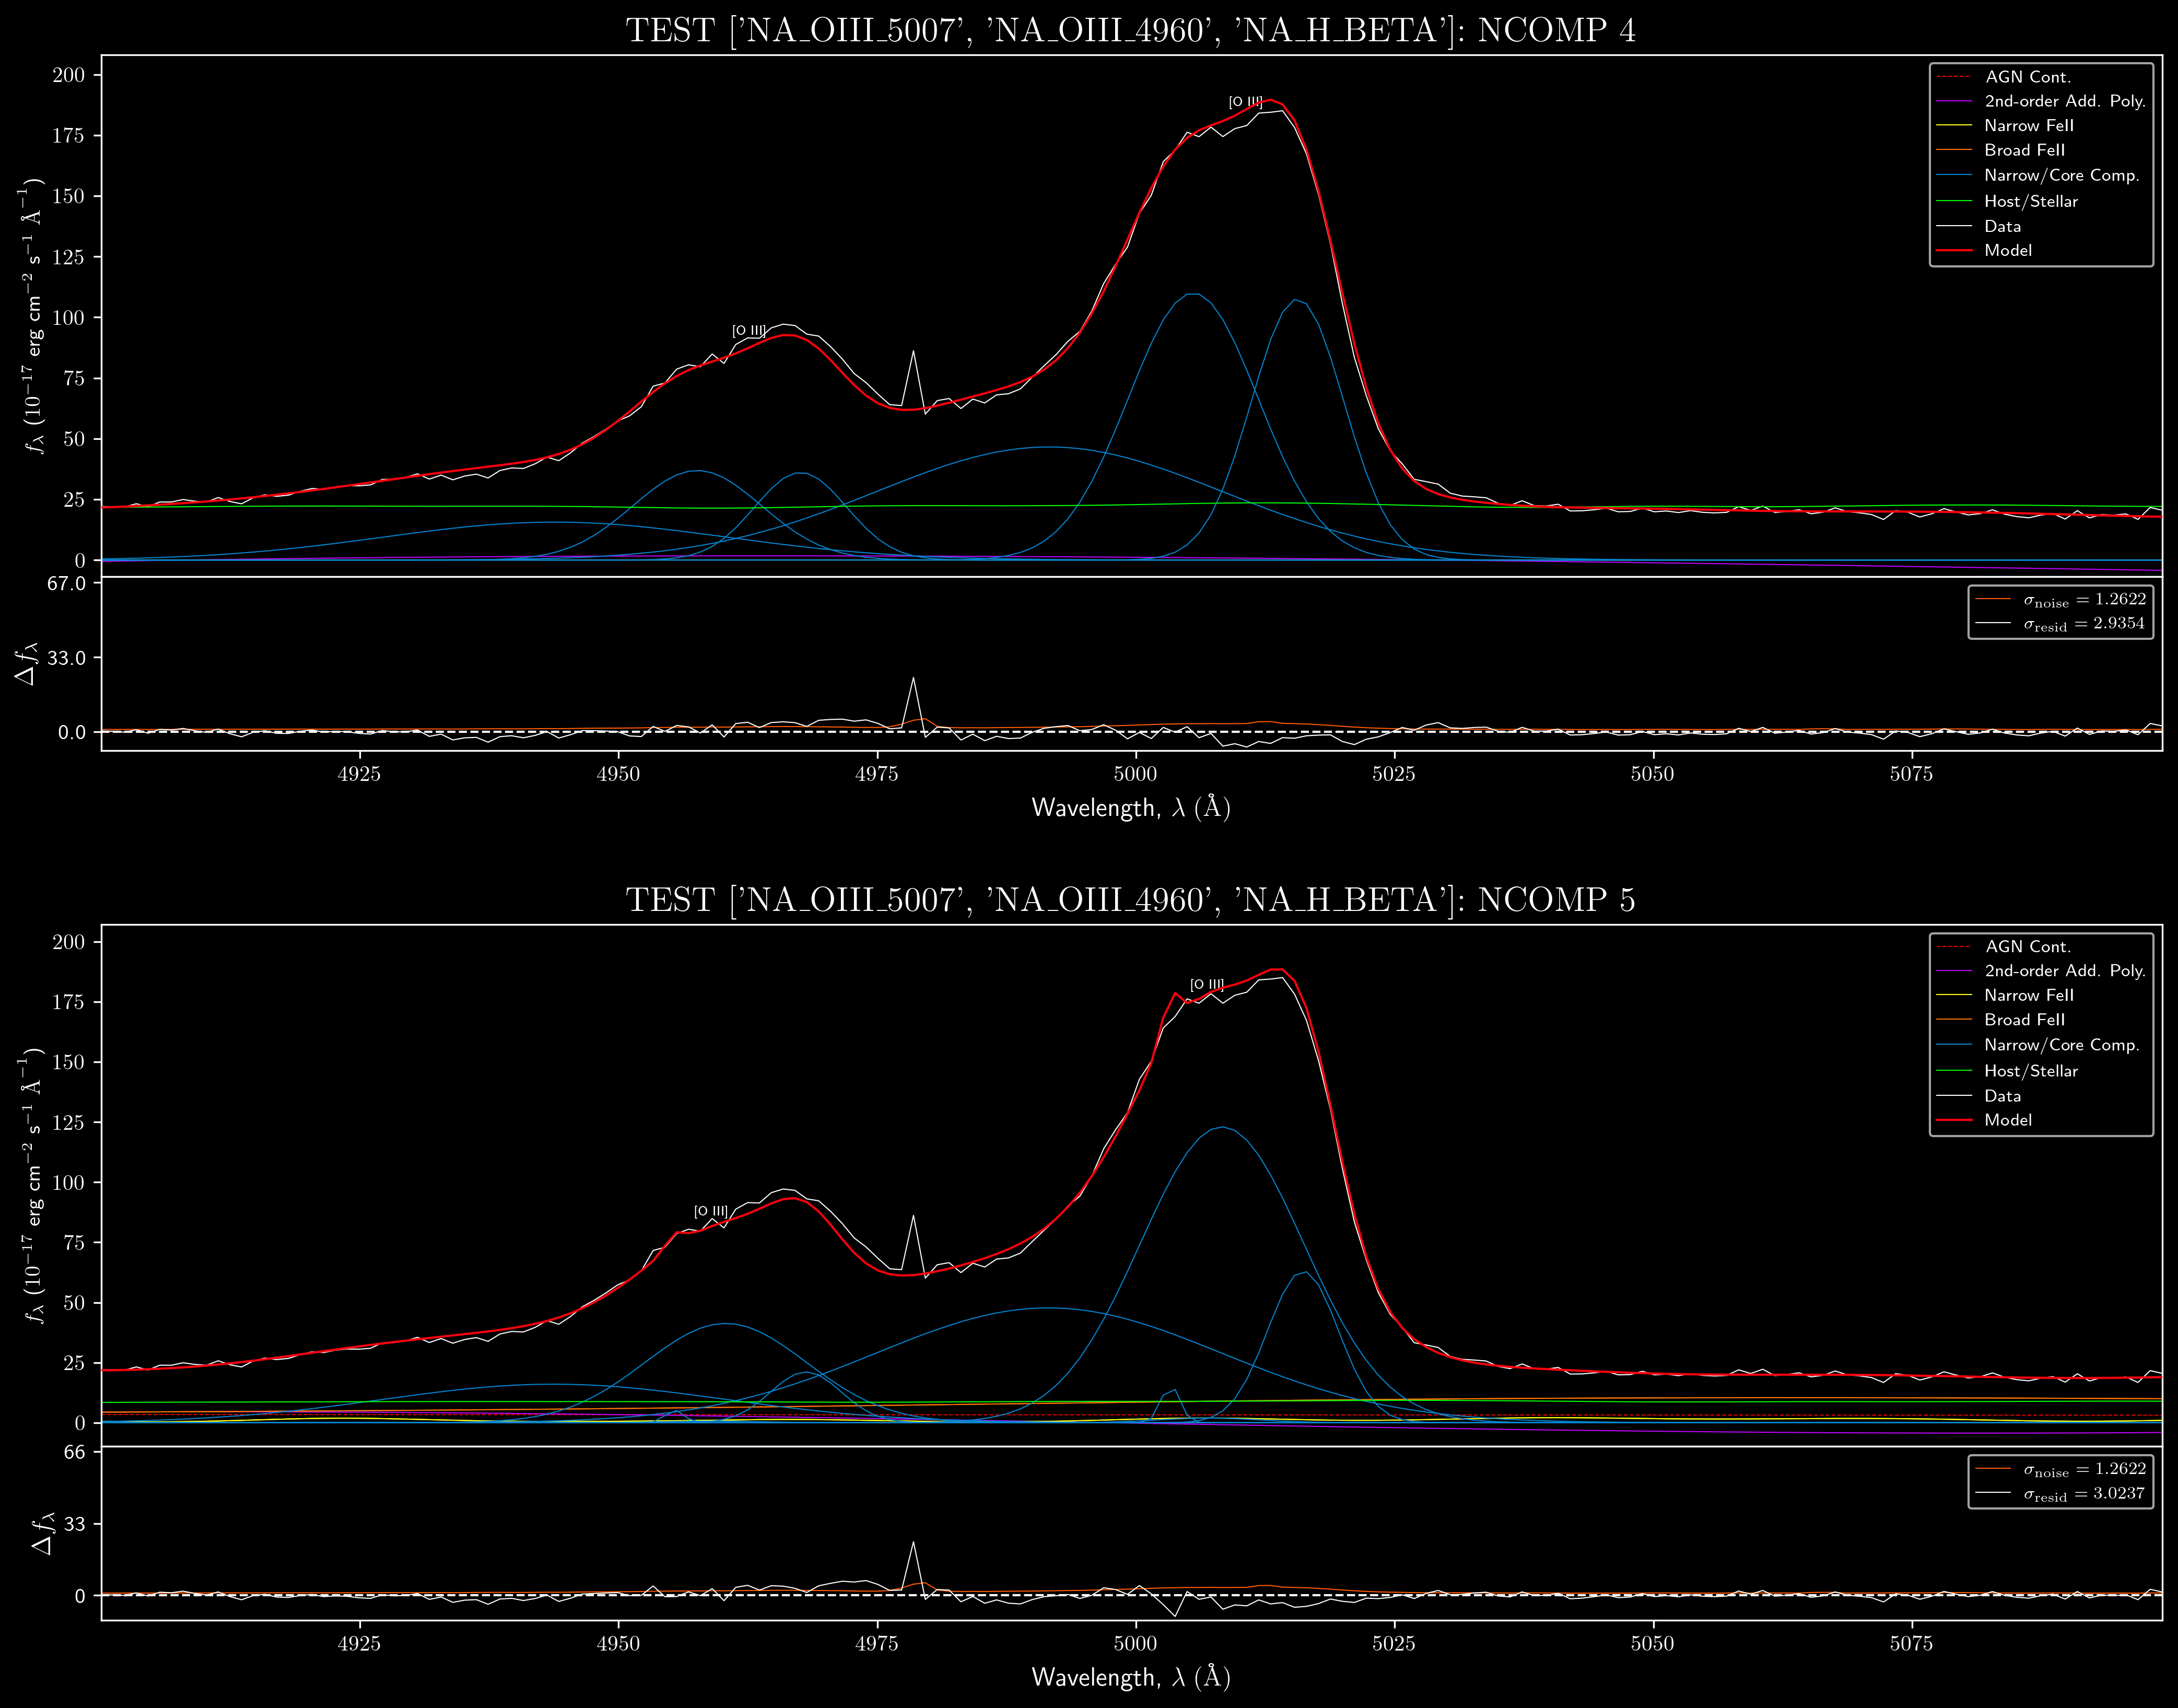 TEST ['NA_OIII_5007', 'NA_OIII_4960', 'NA_H_BETA']: NCOMP 4
200
175
150
125
100
75
50
25
0
fλ (10⁻¹⁷ erg cm⁻² s⁻¹ Å⁻¹)
[O III]
[O III]
AGN Cont.
2nd-order Add. Poly.
Narrow FeII
Broad FeII
Narrow/Core Comp.
Host/Stellar
Data
Model
67.0
33.0
0.0
Δfλ
σnoise = 1.2622
σresid = 2.9354
4925 4950 4975 5000 5025 5050 5075
Wavelength, λ (Å)
TEST ['NA_OIII_5007', 'NA_OIII_4960', 'NA_H_BETA']: NCOMP 5
200
175
150
125
100
75
50
25
0
fλ (10⁻¹⁷ erg cm⁻² s⁻¹ Å⁻¹)
[O III]
[O III]
AGN Cont.
2nd-order Add. Poly.
Narrow FeII
Broad FeII
Narrow/Core Comp.
Host/Stellar
Data
Model
66
33
0
Δfλ
σnoise = 1.2622
σresid = 3.0237
4925 4950 4975 5000 5025 5050 5075
Wavelength, λ (Å)